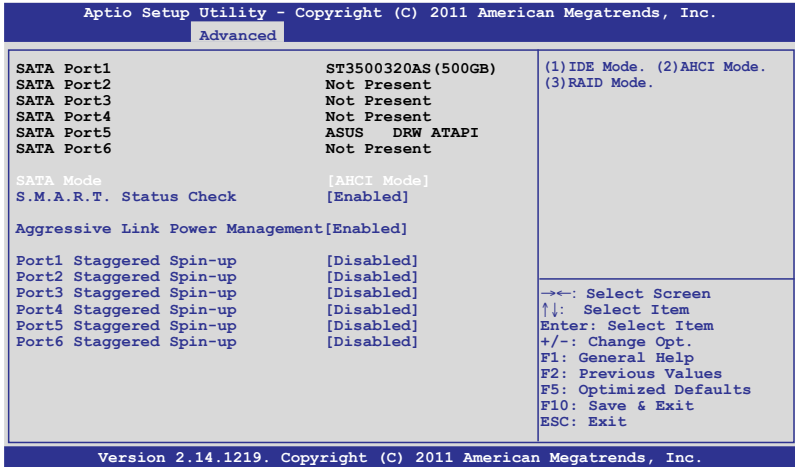 Aptio Setup Utility - Copyright (C) 2011 American Megatrends, Inc.
Advanced
SATA Port1 ST3500320AS(500GB)
SATA Port2 Not Present
SATA Port3 Not Present
SATA Port4 Not Present
SATA Port5 ASUS DRW ATAPI
SATA Port6 Not Present
SATA Mode [AHCI Mode]
S.M.A.R.T. Status Check [Enabled]
Aggressive Link Power Management[Enabled]
Port1 Staggered Spin-up [Disabled]
Port2 Staggered Spin-up [Disabled]
Port3 Staggered Spin-up [Disabled]
Port4 Staggered Spin-up [Disabled]
Port5 Staggered Spin-up [Disabled]
Port6 Staggered Spin-up [Disabled]
(1)IDE Mode. (2)AHCI Mode.
(3)RAID Mode.
→←: Select Screen
↑↓: Select Item
Enter: Select Item
+/-: Change Opt.
F1: General Help
F2: Previous Values
F5: Optimized Defaults
F10: Save & Exit
ESC: Exit
Version 2.14.1219. Copyright (C) 2011 American Megatrends, Inc.